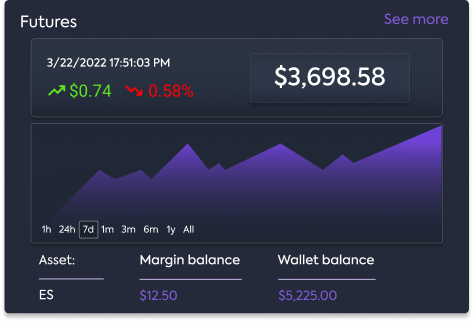 Futures
See more
3/22/2022 17:51:03 PM
$0.74 0.58%
$3,698.58
1h 24h 7d 1m 3m 6m 1y All
Asset: Margin balance Wallet balance
ES $12.50 $5,225.00